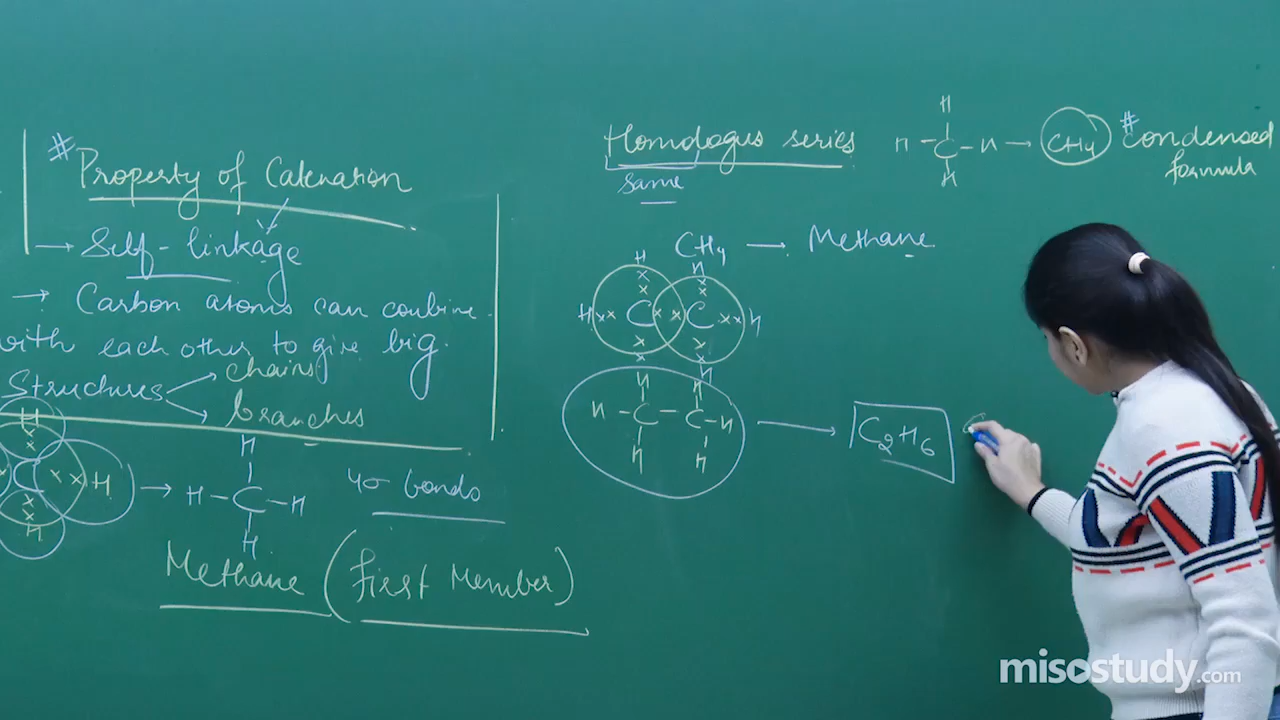 # Property of Catenation
→ Self-linkage
→ Carbon atoms can combine
with each other to give big
Structures
chains
branches
H
H
H
C
x x H
H
→
H
H - C - H
H
4σ bonds
Methane (first Member)
Homologus series
same
H
H - C - H → CH4
H
# Condensed
formula
CH4 → Methane
H H
H x x C x x C x x H
H H
H H
H - C - C - H
H H
→ C2H6
misostudy.com